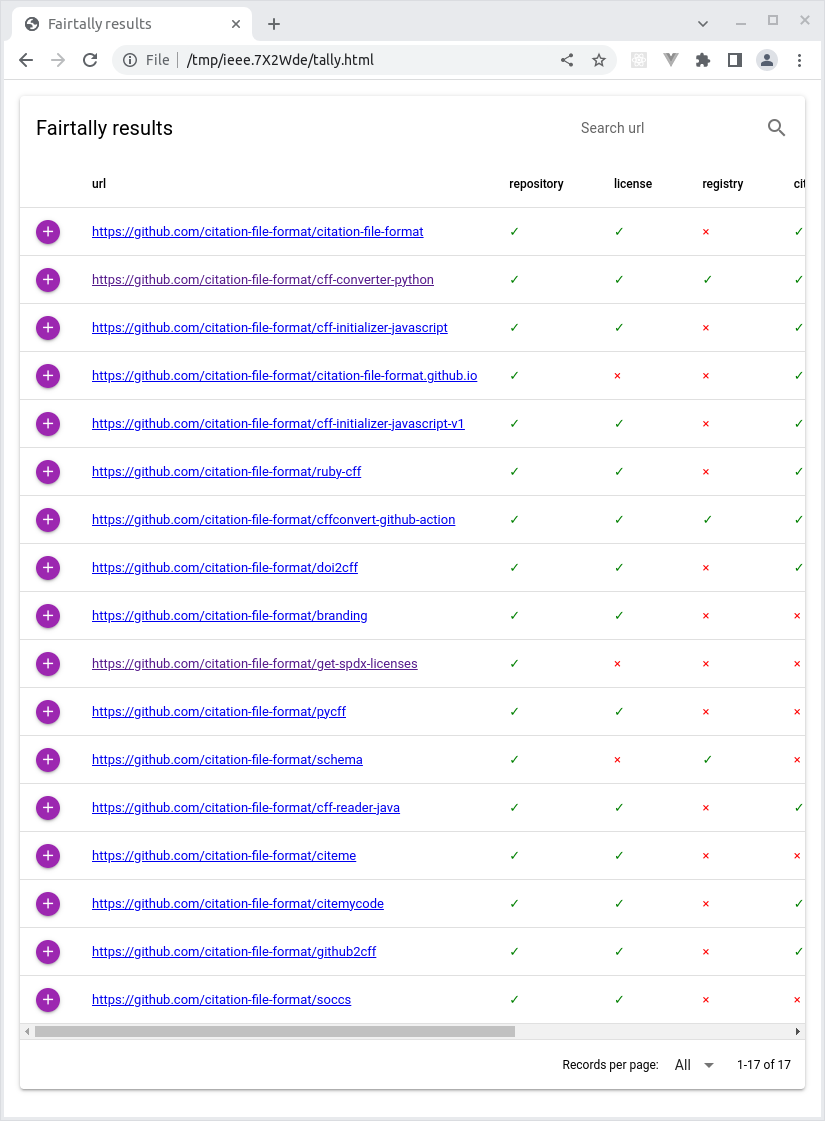 Fairtally results
File /tmp/ieee.7X2Wde/tally.html
Fairtally results Search url
url repository license registry cit
https://github.com/citation-file-format/citation-file-format ✓ ✓ × ✓
https://github.com/citation-file-format/cff-converter-python ✓ ✓ ✓ ✓
https://github.com/citation-file-format/cff-initializer-javascript ✓ ✓ × ✓
https://github.com/citation-file-format/citation-file-format.github.io ✓ × × ✓
https://github.com/citation-file-format/cff-initializer-javascript-v1 ✓ ✓ × ✓
https://github.com/citation-file-format/ruby-cff ✓ ✓ × ✓
https://github.com/citation-file-format/cffconvert-github-action ✓ ✓ ✓ ✓
https://github.com/citation-file-format/doi2cff ✓ ✓ × ✓
https://github.com/citation-file-format/branding ✓ ✓ × ×
https://github.com/citation-file-format/get-spdx-licenses ✓ × × ×
https://github.com/citation-file-format/pycff ✓ ✓ × ×
https://github.com/citation-file-format/schema ✓ × ✓ ×
https://github.com/citation-file-format/cff-reader-java ✓ ✓ × ✓
https://github.com/citation-file-format/citeme ✓ ✓ × ×
https://github.com/citation-file-format/citemycode ✓ ✓ × ✓
https://github.com/citation-file-format/github2cff ✓ ✓ × ✓
https://github.com/citation-file-format/soccs ✓ ✓ × ×
Records per page: All 1-17 of 17